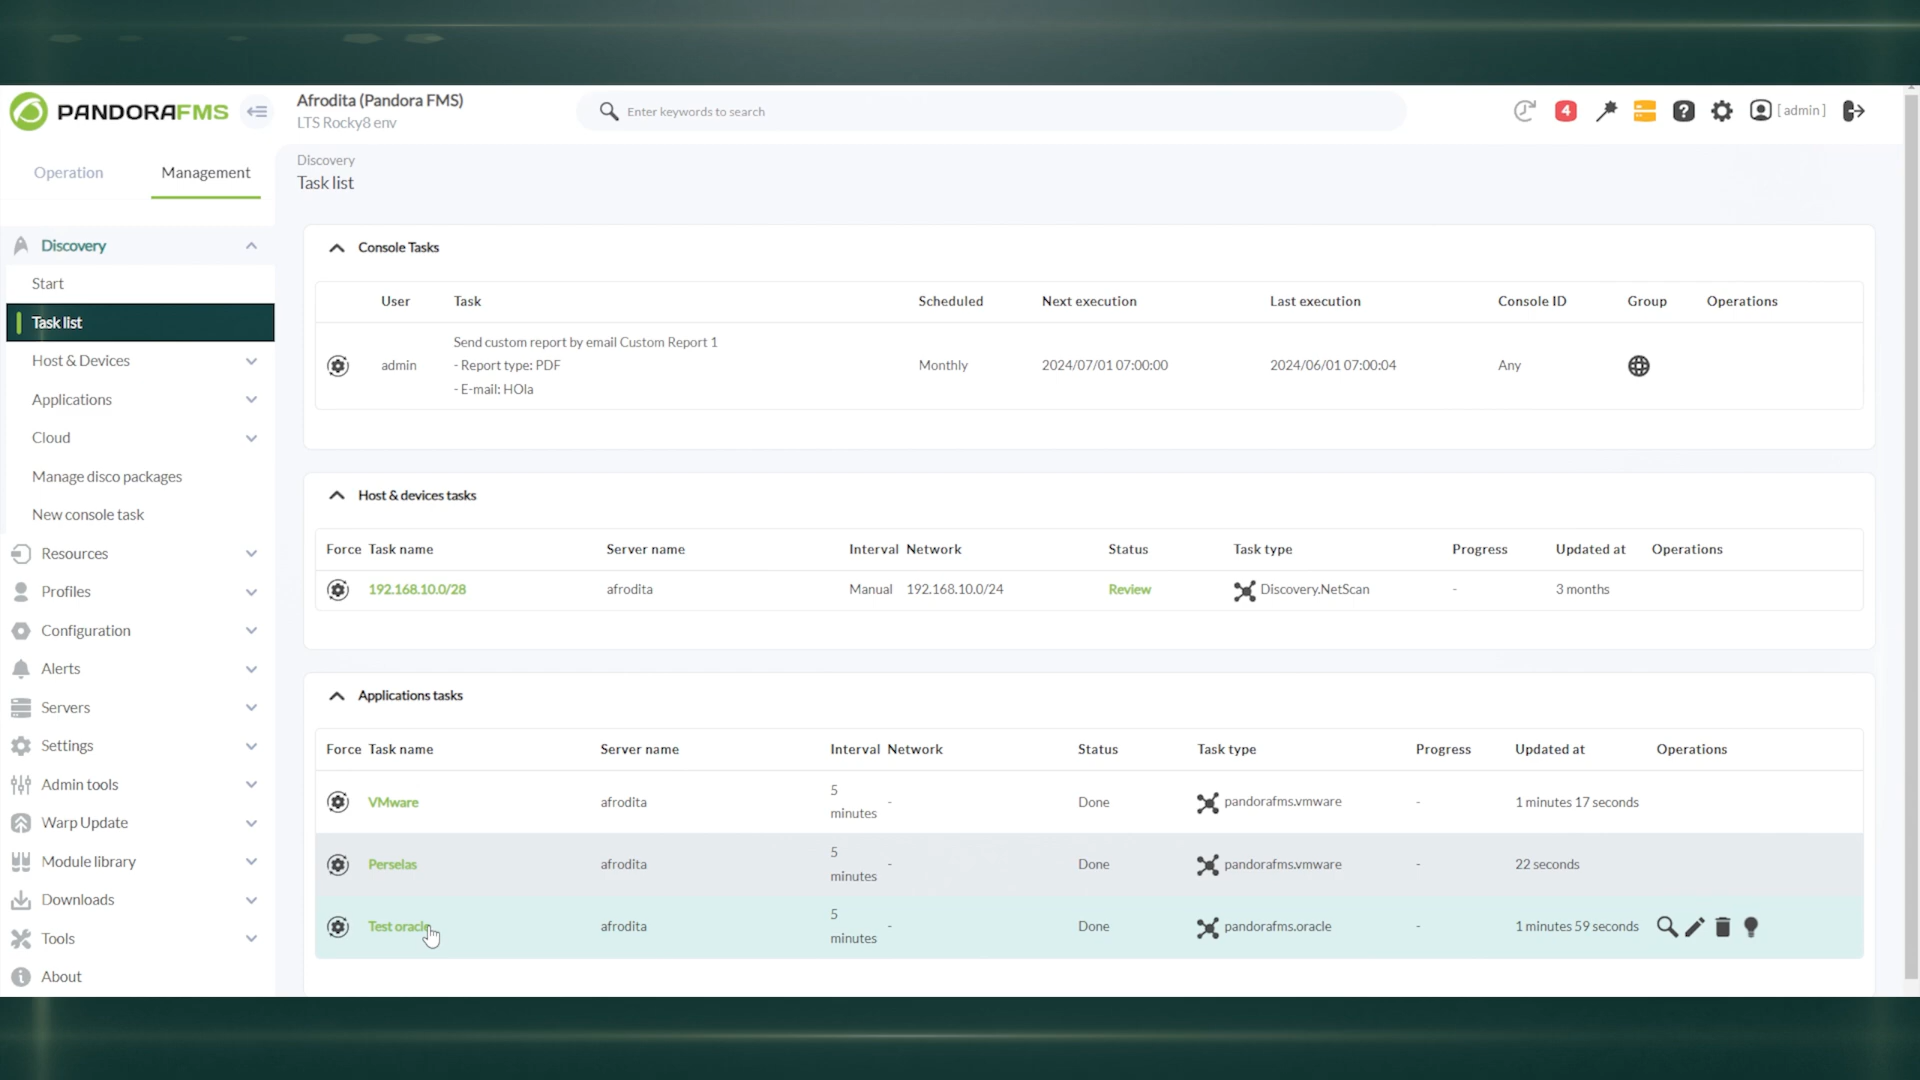 PANDORAFMS
Afrodita (Pandora FMS)
LTS Rocky8 env
Enter keywords to search
4
?
[ admin ]
Operation
Management
Discovery
Start
Task list
Host & Devices
Applications
Cloud
Manage disco packages
New console task
Resources
Profiles
Configuration
Alerts
Servers
Settings
Admin tools
Warp Update
Module library
Downloads
Tools
About
Discovery
Task list
Console Tasks
User Task Scheduled Next execution Last execution Console ID Group Operations
admin
Send custom report by email Custom Report 1
- Report type: PDF
- E-mail: HOla
Monthly 2024/07/01 07:00:00 2024/06/01 07:00:04 Any
Host & devices tasks
Force Task name Server name Interval Network Status Task type Progress Updated at Operations
192.168.10.0/28 afrodita Manual 192.168.10.0/24 Review Discovery.NetScan - 3 months
Applications tasks
Force Task name Server name Interval Network Status Task type Progress Updated at Operations
VMware afrodita 5 minutes - Done pandorafms.vmware - 1 minutes 17 seconds
Perselas afrodita 5 minutes - Done pandorafms.vmware - 22 seconds
Test oracle afrodita 5 minutes - Done pandorafms.oracle - 1 minutes 59 seconds